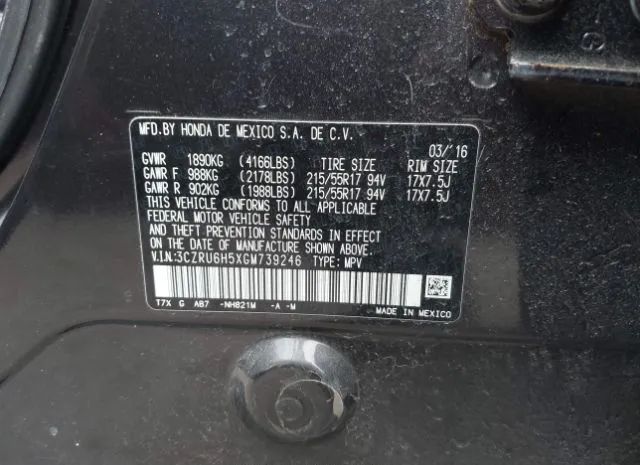 MFD.BY HONDA DE MEXICO S.A. DE C.V. 03/'16
GVWR 1890KG (4166LBS) TIRE SIZE RIM SIZE
GAWR F 988KG (2178LBS) 215/55R17 94V 17X7.5J
GAWR R 902KG (1988LBS) 215/55R17 94V 17X7.5J
THIS VEHICLE CONFORMS TO ALL APPLICABLE
FEDERAL MOTOR VEHICLE SAFETY
AND THEFT PREVENTION STANDARDS IN EFFECT
ON THE DATE OF MANUFACTURE SHOWN ABOVE.
V.I.N:3CZRU6H5XGM739246 TYPE: MPV
T7X G AB7 -NH821M -A -M MADE IN MEXICO